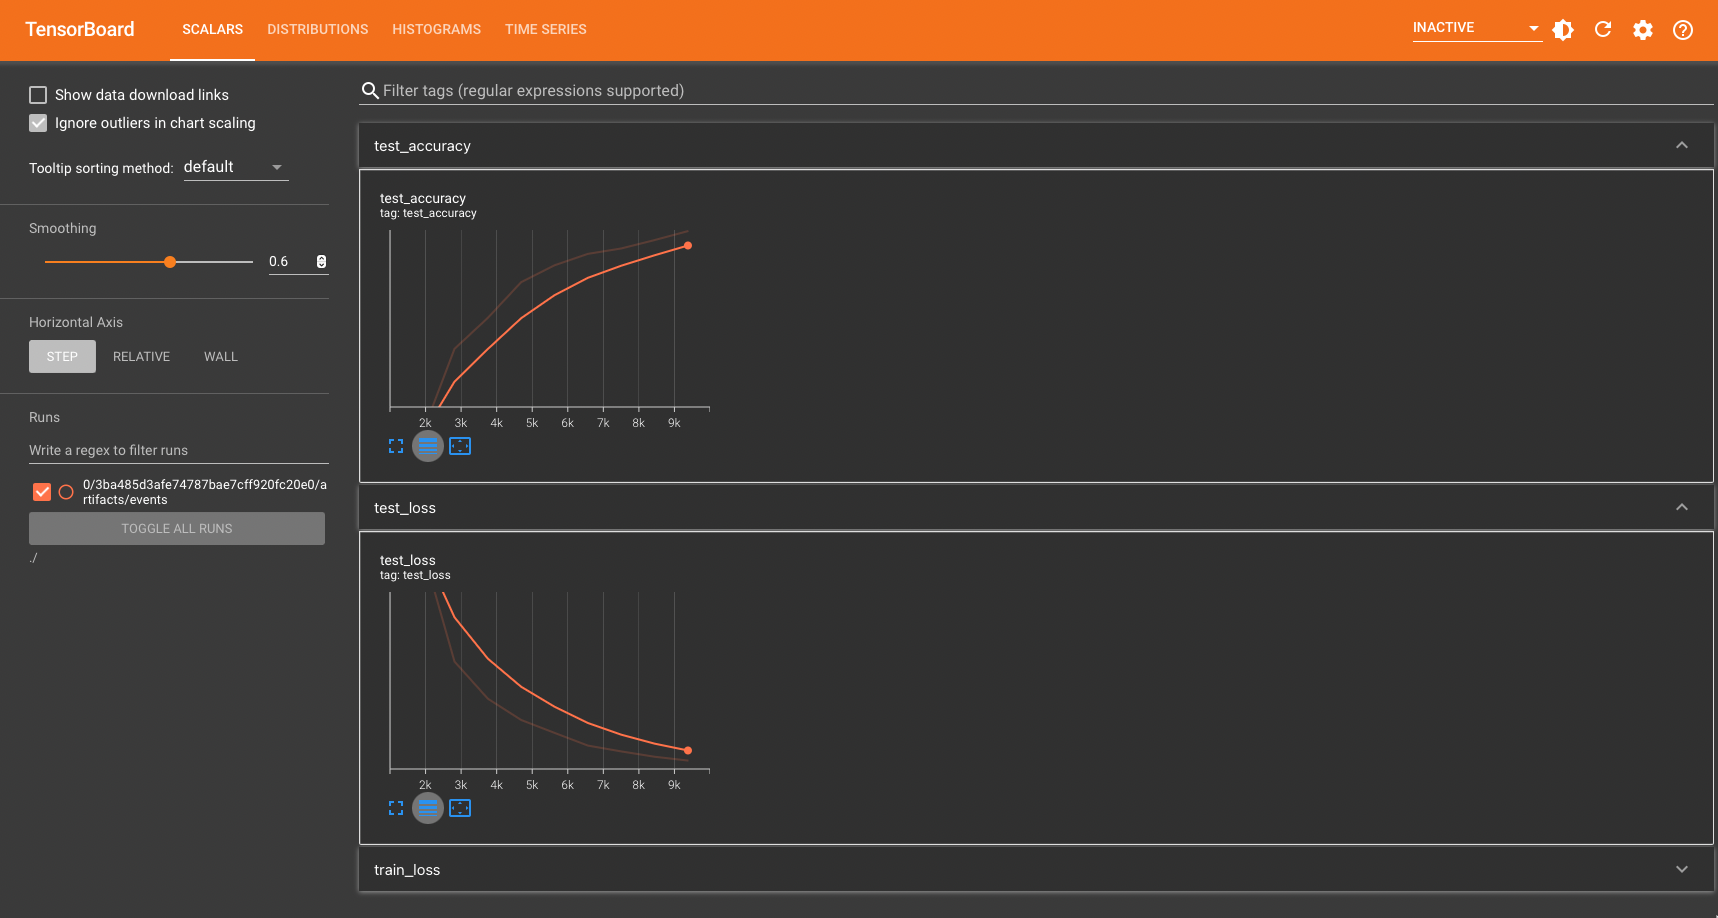 TensorBoard
SCALARS
DISTRIBUTIONS
HISTOGRAMS
TIME SERIES
INACTIVE
Show data download links
Ignore outliers in chart scaling
Tooltip sorting method: default
Smoothing
0.6
Horizontal Axis
STEP
RELATIVE
WALL
Runs
Write a regex to filter runs
0/3ba485d3afe74787bae7cff920fc20e0/a
rtifacts/events
TOGGLE ALL RUNS
./
Filter tags (regular expressions supported)
test_accuracy
test_accuracy
tag: test_accuracy
2k 3k 4k 5k 6k 7k 8k 9k
test_loss
test_loss
tag: test_loss
2k 3k 4k 5k 6k 7k 8k 9k
train_loss